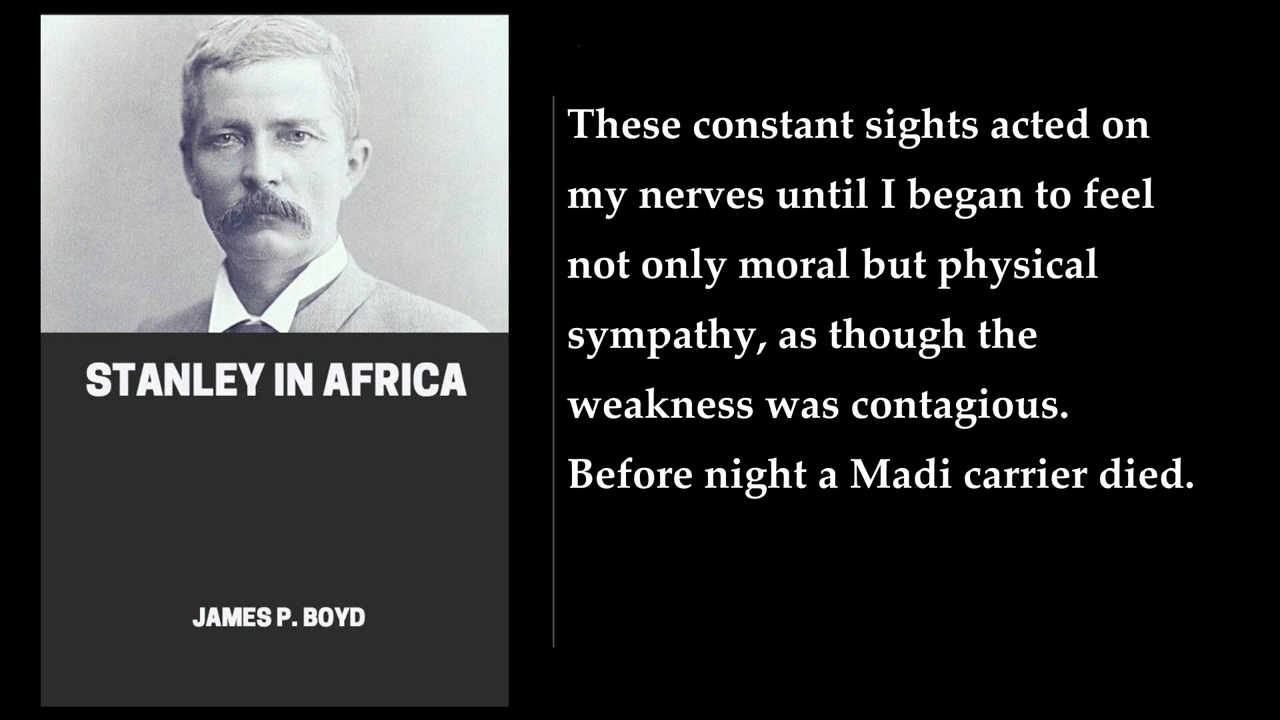 STANLEY IN AFRICA
JAMES P. BOYD
These constant sights acted on
my nerves until I began to feel
not only moral but physical
sympathy, as though the
weakness was contagious.
Before night a Madi carrier died.